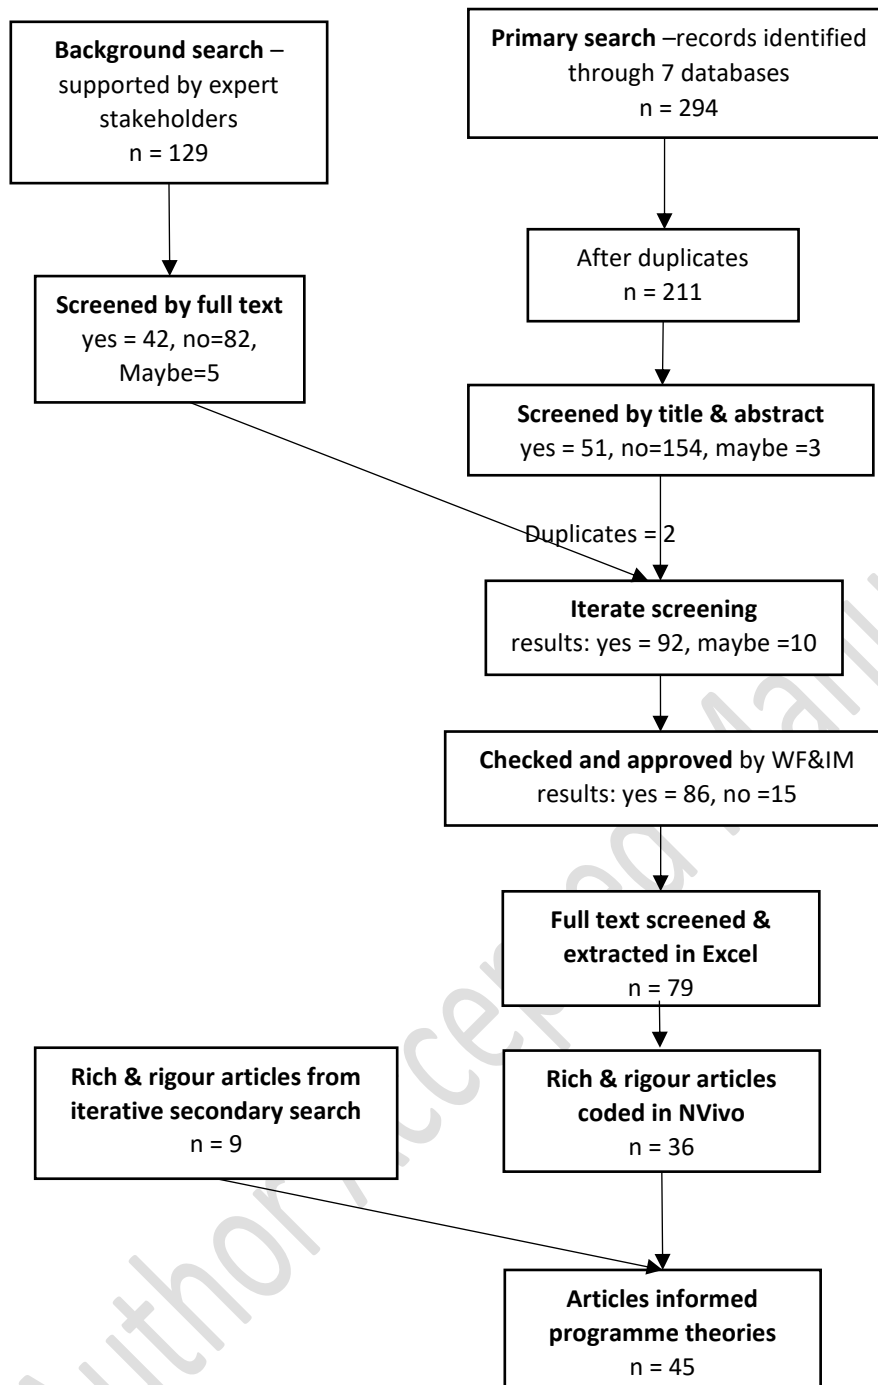 Background search –
supported by expert
stakeholders
n = 129
Primary search –records identified
through 7 databases
n = 294
After duplicates
n = 211
Screened by full text
yes = 42, no=82,
Maybe=5
Screened by title & abstract
yes = 51, no=154, maybe =3
Duplicates = 2
Iterate screening
results: yes = 92, maybe =10
Checked and approved by WF&IM
results: yes = 86, no =15
Full text screened &
extracted in Excel
n = 79
Rich & rigour articles from
iterative secondary search
n = 9
Rich & rigour articles
coded in NVivo
n = 36
Articles informed
programme theories
n = 45
Author Accepted Manu